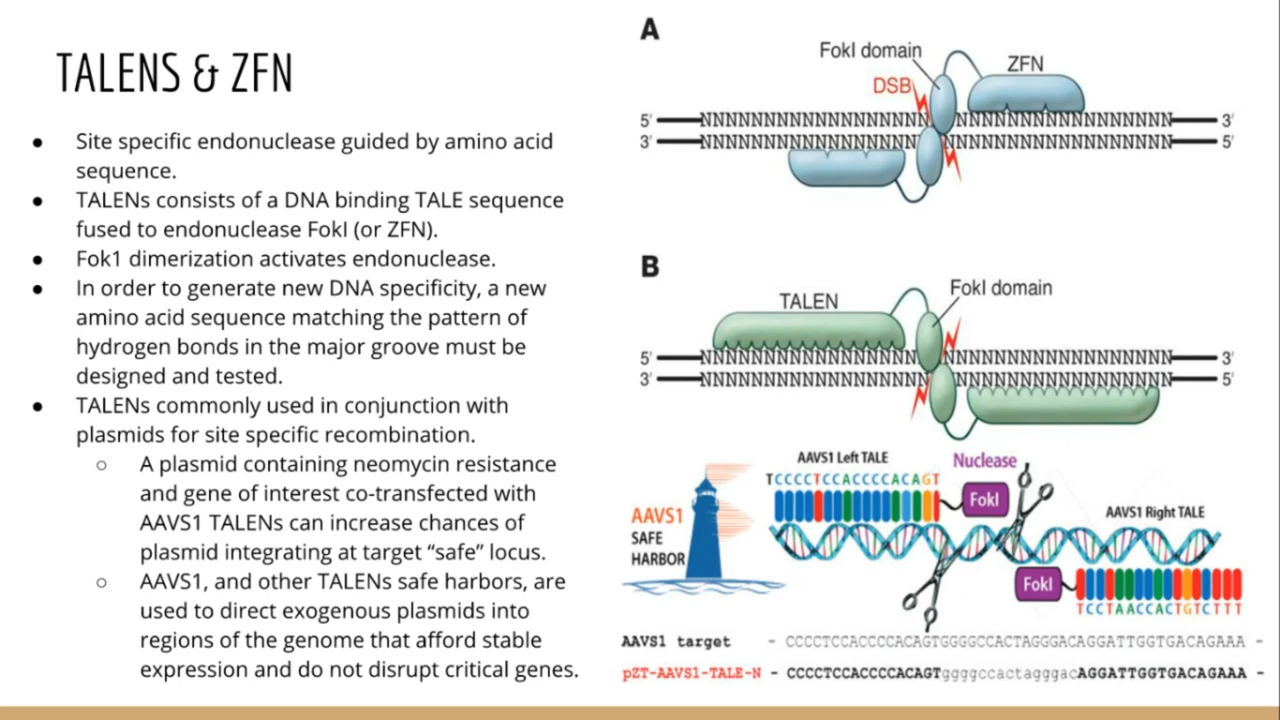 TALENS & ZFN
● Site specific endonuclease guided by amino acid
sequence.
● TALENs consists of a DNA binding TALE sequence
fused to endonuclease FokI (or ZFN).
● Fok1 dimerization activates endonuclease.
● In order to generate new DNA specificity, a new
amino acid sequence matching the pattern of
hydrogen bonds in the major groove must be
designed and tested.
● TALENs commonly used in conjunction with
plasmids for site specific recombination.
○ A plasmid containing neomycin resistance
and gene of interest co-transfected with
AAVS1 TALENs can increase chances of
plasmid integrating at target “safe” locus.
○ AAVS1, and other TALENs safe harbors, are
used to direct exogenous plasmids into
regions of the genome that afford stable
expression and do not disrupt critical genes.
A
FokI domain
ZFN
DSB
5′ NNNNNNNNNNNNNNNNNNNNNNNNNNNNNNNNNNNNNNNN 3′
3′ NNNNNNNNNNNNNNNNNNNNNNNNNNNNNNNNNNNNNNNN 5′
B
TALEN
FokI domain
5′ NNNNNNNNNNNNNNNNNNNNNNNNNNNNNNNNNNNNNNNN 3′
3′ NNNNNNNNNNNNNNNNNNNNNNNNNNNNNNNNNNNNNNNN 5′
AAVS1
SAFE
HARBOR
AAVS1 Left TALE
TCCCCTCCACCCCACAGT
Nuclease
FokI
AAVS1 Right TALE
FokI
TCCTAACCACTGTCTTT
AAVS1 target - CCCCTCCACCCCACAGTGGGGCCACTAGGGACAGGATTGGTGACAGAAA -
pZT-AAVS1-TALE-N - CCCCTCCACCCCACAGTggggccactagggacAGGATTGGTGACAGAAA -